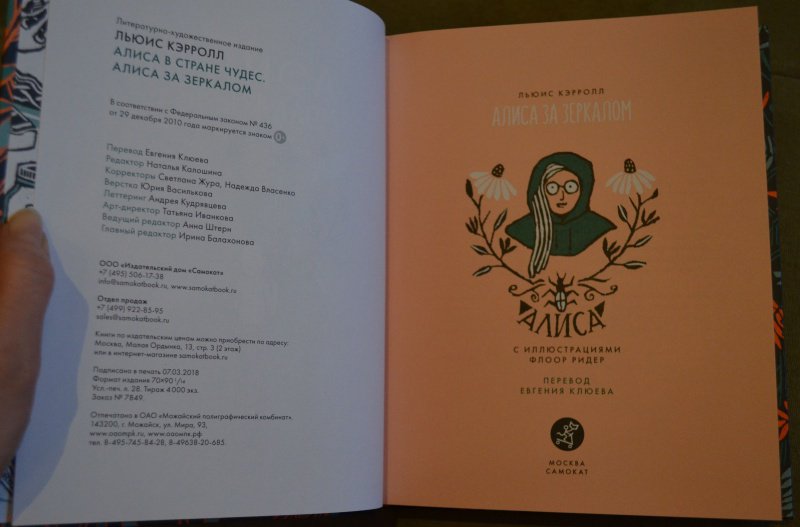 Литературно-художественное издание
ЛЬЮИС КЭРРОЛЛ
АЛИСА В СТРАНЕ ЧУДЕС.
АЛИСА ЗА ЗЕРКАЛОМ
В соответствии с Федеральным законом № 436
от 29 декабря 2010 года маркируется знаком
Перевод Евгения Клюева
Редактор Наталья Калошина
Корректоры Светлана Жура, Надежда Власенко
Верстка Юрия Василькова
Леттеринг Андрея Кудрявцева
Арт-директор Татьяна Иванкова
Ведущий редактор Анна Штерн
Главный редактор Ирина Балахонова
ООО «Издательский дом «Самокат»
+7 (495) 506-17-38
info@samokatbook.ru, www.samokatbook.ru
Отдел продаж
+7 (499) 922-85-95
sales@samokatbook.ru
Книги по издательским ценам можно приобрести по адресу:
Москва, Малая Ордынка, 13, стр. 3 (2 этаж)
или в интернет-магазине samokatbook.ru
Подписано в печать 07.03.2018
Формат издания 70×90 1/16
Усл.-печ. л. 28. Тираж 4000 экз.
Заказ № 7849.
Отпечатано в ОАО «Можайский полиграфический комбинат».
143200, г. Можайск, ул. Мира, 93,
www.oaompk.ru, www.oaoмпк.рф
тел. 8-495-745-84-28, 8-49638-20-685.
ЛЬЮИС КЭРРОЛЛ
АЛИСА ЗА ЗЕРКАЛОМ
АЛИСА
С ИЛЛЮСТРАЦИЯМИ
ФЛООР РИДЕР
ПЕРЕВОД
ЕВГЕНИЯ КЛЮЕВА
МОСКВА
САМОКАТ